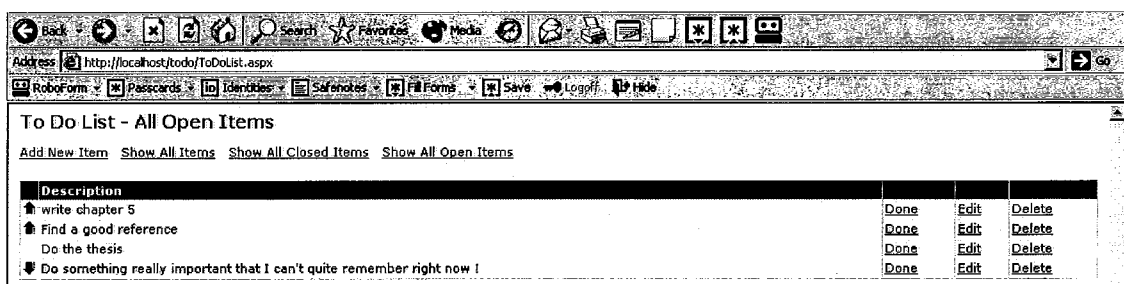 Back Search Favorites Media
Address http://localhost/todo/ToDoList.aspx Go
RoboForm Passcards Identities Safenotes Fill Forms Save Logoff Hide
To Do List - All Open Items
Add New Item Show All Items Show All Closed Items Show All Open Items
Description
write chapter 5 Done Edit Delete
Find a good reference Done Edit Delete
Do the thesis Done Edit Delete
Do something really important that I can't quite remember right now ! Done Edit Delete